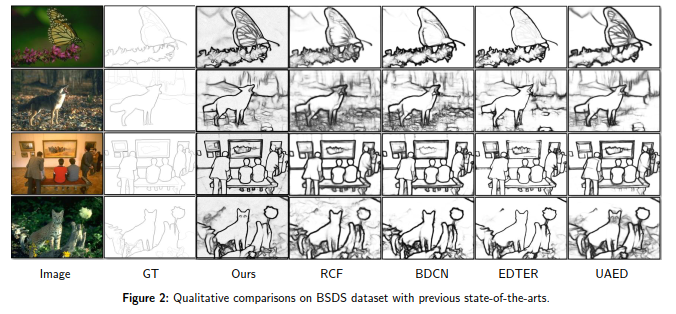 Image GT Ours RCF BDCN EDTER UAED
Figure 2: Qualitative comparisons on BSDS dataset with previous state-of-the-arts.